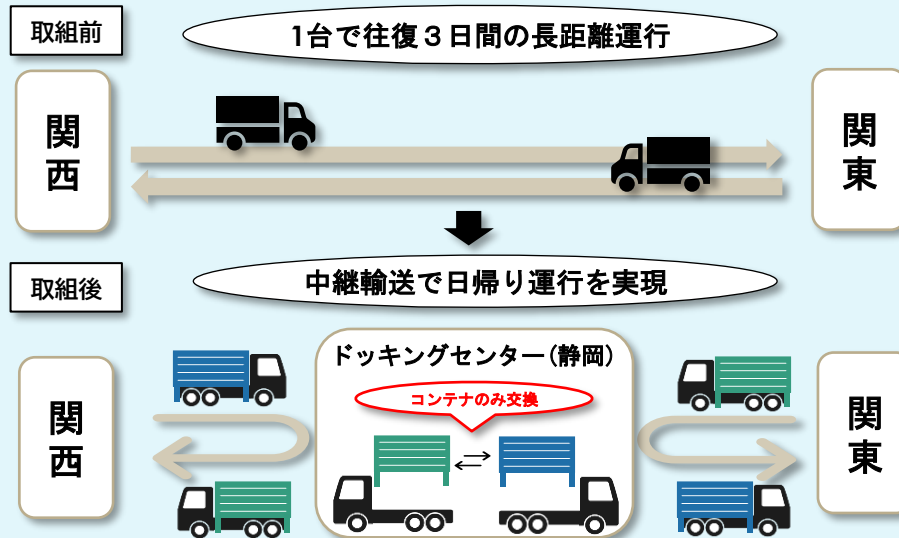 取組前
1台で往復３日間の長距離運行
関西
関東
取組後
中継輸送で日帰り運行を実現
関西
ドッキングセンター(静岡)
コンテナのみ交換
関東